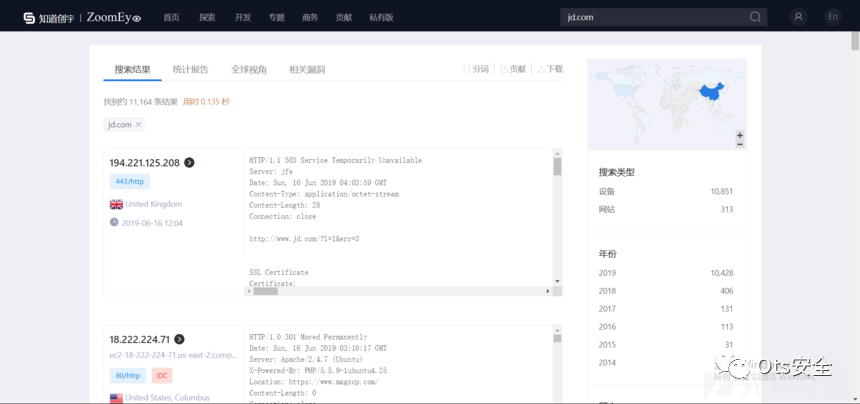 知道创宇 ZoomEye 首页 探索 开发 专题 商务 贡献 私有版 jd.com En
搜索结果 统计报告 全球视角 相关漏洞 分词 贡献 下载
找到约 11,164 条结果 用时 0.135 秒
jd.com ×
194.221.125.208
443/http
United Kingdom
2019-06-16 12:04
HTTP/1.1 503 Service Temporarily Unavailable
Server: jfe
Date: Sun, 16 Jun 2019 04:03:59 GMT
Content-Type: application/octet-stream
Content-Length: 28
Connection: close
http://www.jd.com/?l=1&err=3
SSL Certificate
Certificate:
18.222.224.71
ec2-18-222-224-71.us-east-2.comp...
80/http IDC
United States, Columbus
HTTP/1.0 301 Moved Permanently
Date: Sun, 16 Jun 2019 03:10:17 GMT
Server: Apache/2.4.7 (Ubuntu)
X-Powered-By: PHP/5.5.9-1ubuntu4.25
Location: https://www.magzcp.com/
Content-Length: 0
+
−
搜索类型
设备 10,851
网站 313
年份
2019 10,428
2018 406
2017 131
2016 113
2015 31
2014
Ots安全